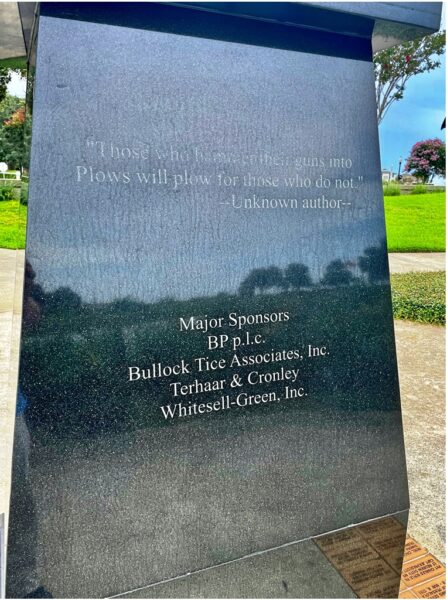 "Those who hammer their guns into
Plows will plow for those who do not."
--Unknown author--
Major Sponsors
BP p.l.c.
Bullock Tice Associates, Inc.
Terhaar & Cronley
Whitesell-Green, Inc.